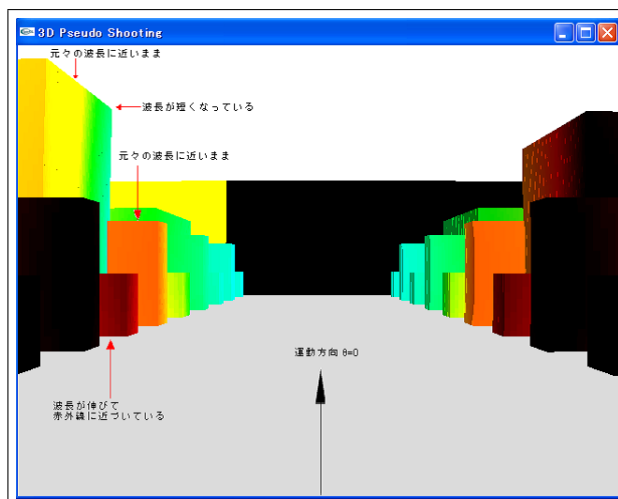 3D Pseudo Shooting
元々の波長に近いまま
波長が短くなっている
元々の波長に近いまま
運動方向 θ=0
波長が伸びて
赤外線に近づいている